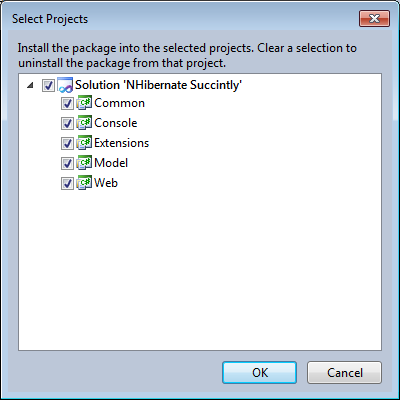 Select Projects
Install the package into the selected projects. Clear a selection to
uninstall the package from that project.
Solution 'NHibernate Succintly'
C# Common
C# Console
C# Extensions
C# Model
C# Web
OK
Cancel